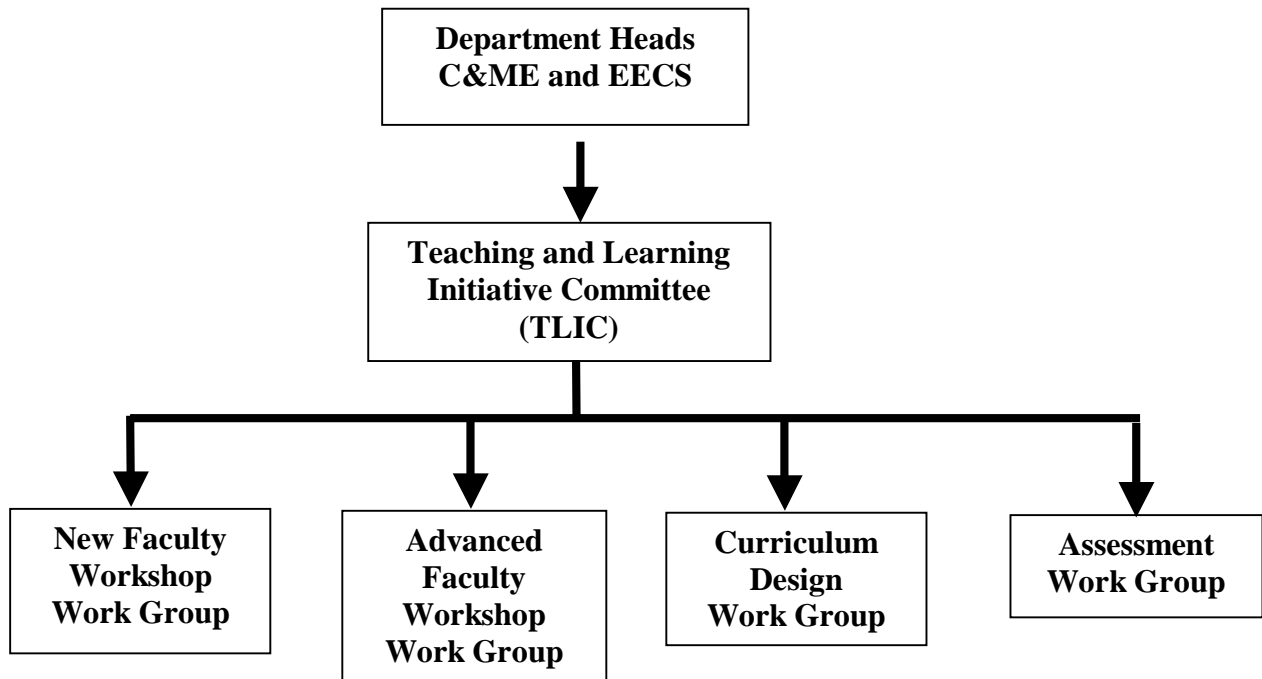 Department Heads
C&ME and EECS
Teaching and Learning
Initiative Committee
(TLIC)
New Faculty
Workshop
Work Group
Advanced
Faculty
Workshop
Work Group
Curriculum
Design
Work Group
Assessment
Work Group